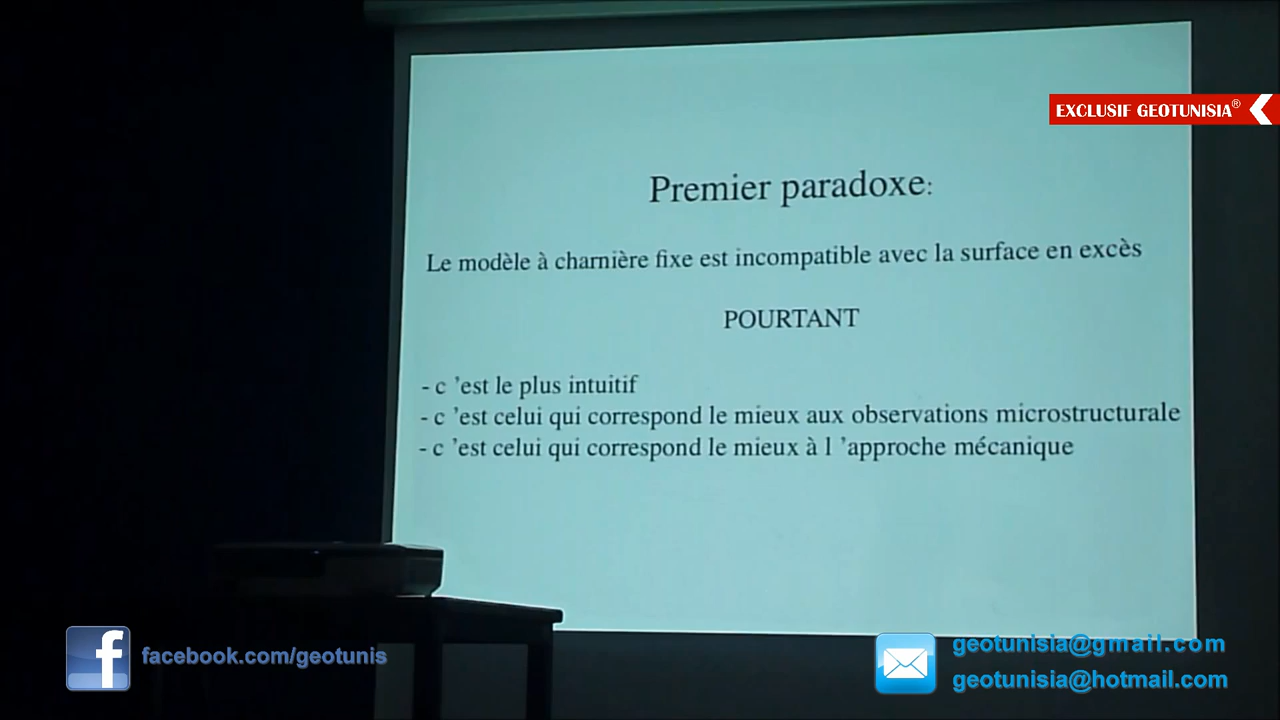 EXCLUSIF GEOTUNISIA®
Premier paradoxe:
Le modèle à charnière fixe est incompatible avec la surface en excès
POURTANT
- c ’est le plus intuitif
- c ’est celui qui correspond le mieux aux observations microstructurale
- c ’est celui qui correspond le mieux à l ’approche mécanique
f facebook.com/geotunis
geotunisia@gmail.com
geotunisia@hotmail.com